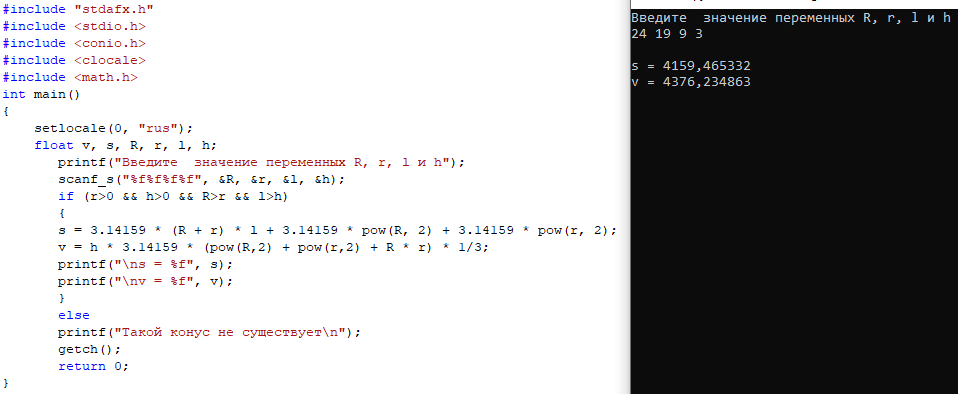 #include "stdafx.h"
#include <stdio.h>
#include <conio.h>
#include <clocale>
#include <math.h>
int main()
{
setlocale(0, "rus");
float v, s, R, r, l, h;
printf("Введите  значение переменных R, r, l и h");
scanf_s("%f%f%f%f", &R, &r, &l, &h);
if (r>0 && h>0 && R>r && l>h)
{
s = 3.14159 * (R + r) * l + 3.14159 * pow(R, 2) + 3.14159 * pow(r, 2);
v = h * 3.14159 * (pow(R,2) + pow(r,2) + R * r) * 1/3;
printf("\ns = %f", s);
printf("\nv = %f", v);
}
else
printf("Такой конус не существует\n");
getch();
return 0;
}
Введите  значение переменных R, r, l и h
24 19 9 3
s = 4159,465332
v = 4376,234863